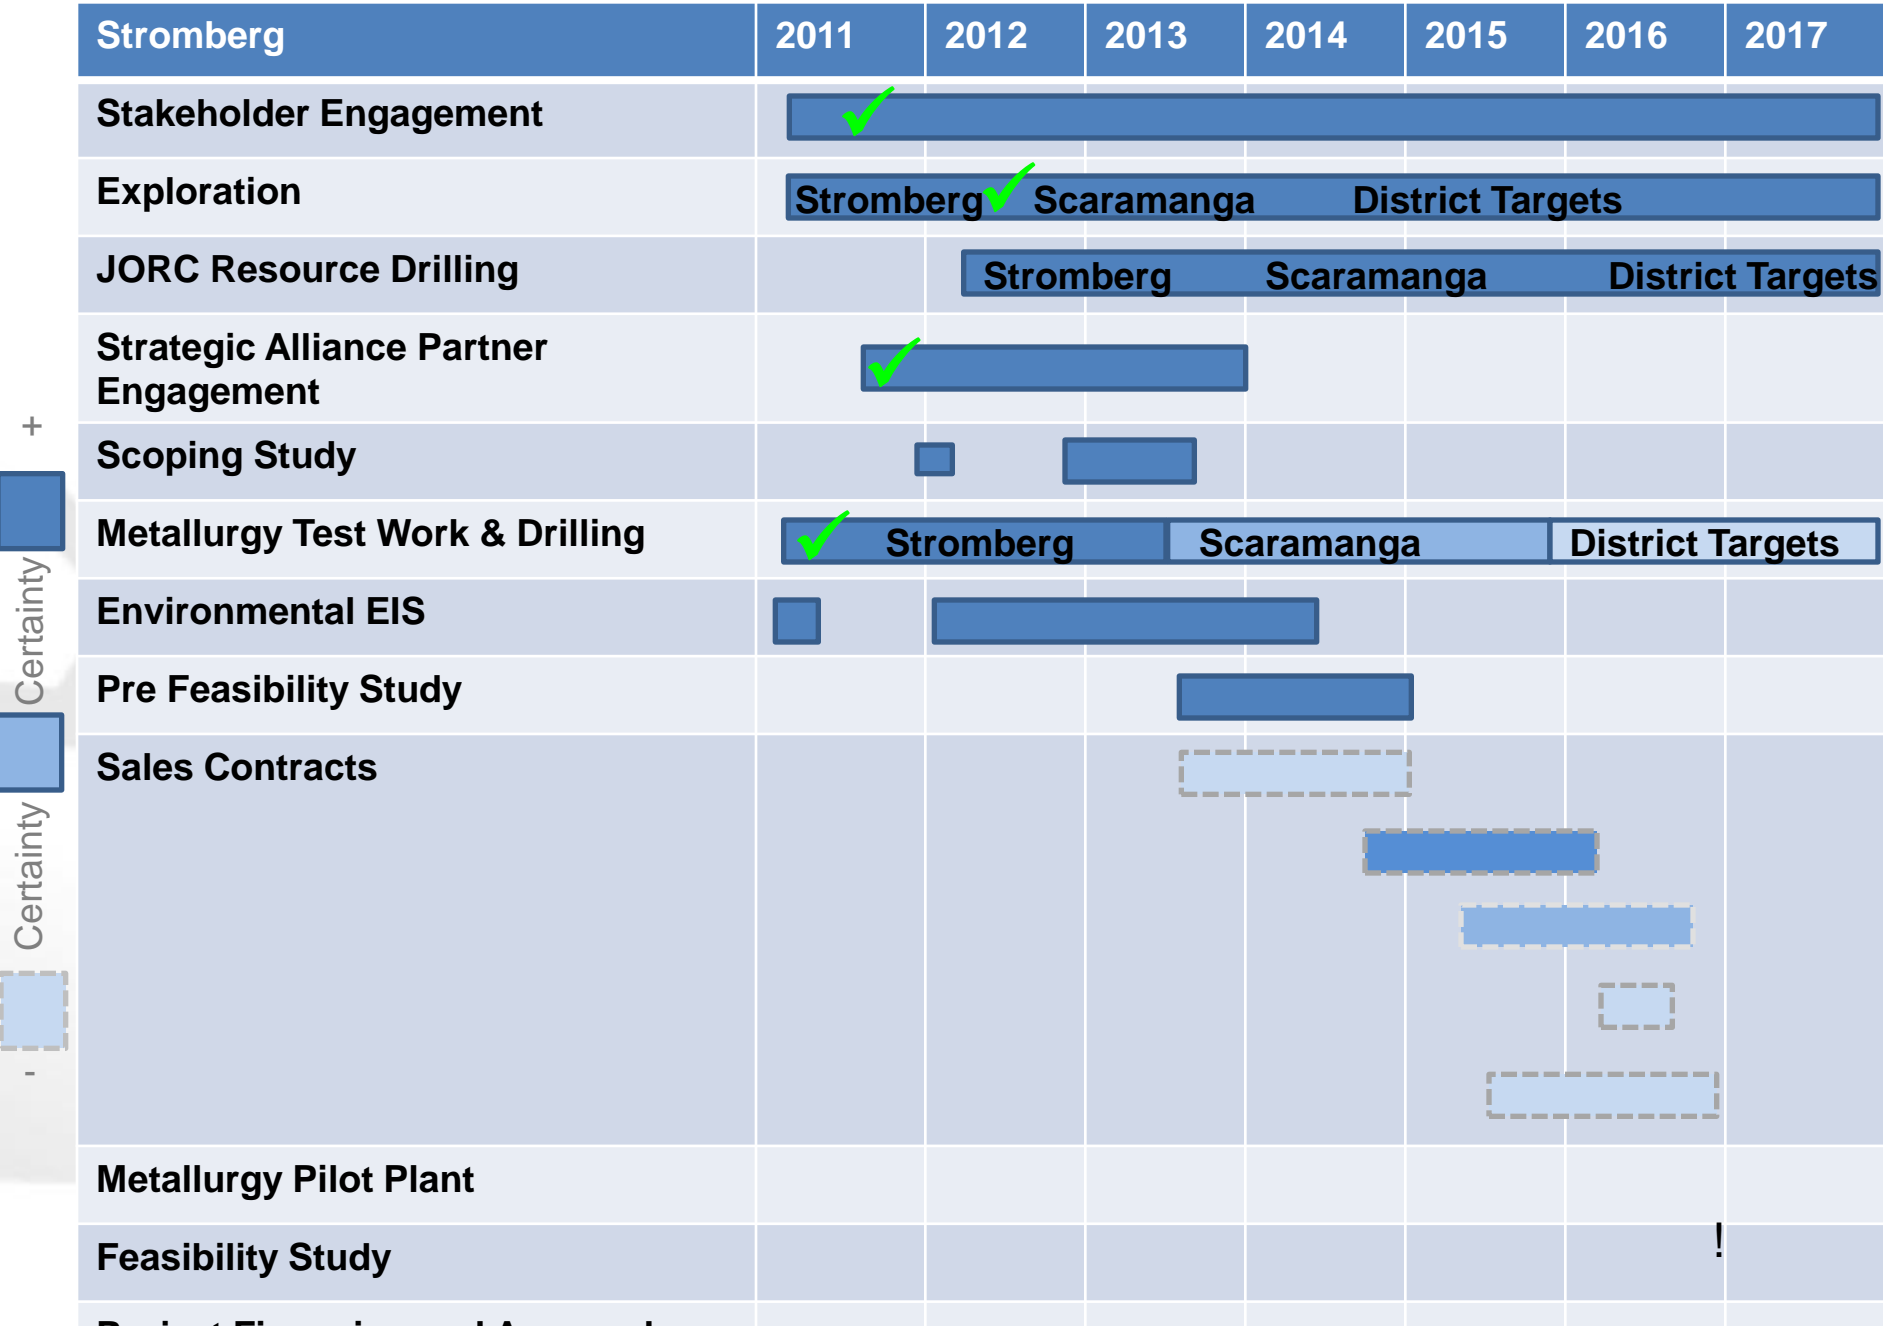 Stromberg 2011 2012 2013 2014 2015 2016 2017
Stakeholder Engagement
Exploration Stromberg Scaramanga District Targets
JORC Resource Drilling Stromberg Scaramanga District Targets
Strategic Alliance Partner
Engagement
Scoping Study
Metallurgy Test Work & Drilling Stromberg Scaramanga District Targets
Environmental EIS
Pre Feasibility Study
Sales Contracts
Metallurgy Pilot Plant
Feasibility Study !
+
Certainty
Certainty
-